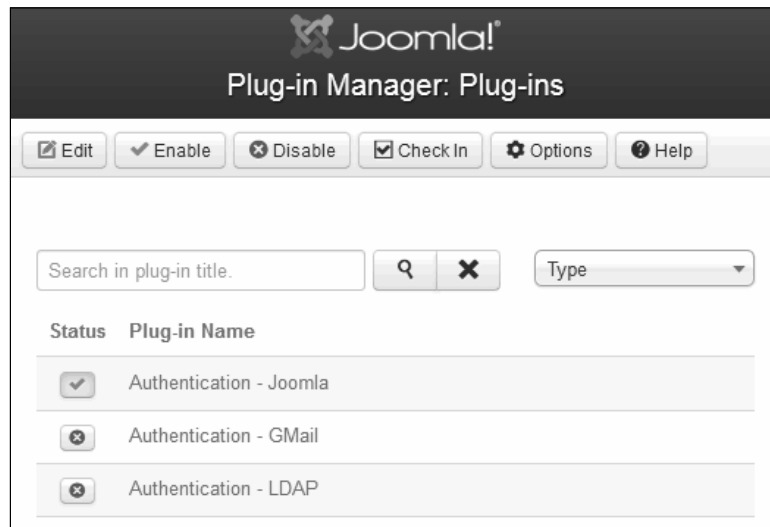 Joomla!
Plug-in Manager: Plug-ins
Edit Enable Disable Check In Options Help
Search in plug-in title. Type
Status Plug-in Name
Authentication - Joomla
Authentication - GMail
Authentication - LDAP